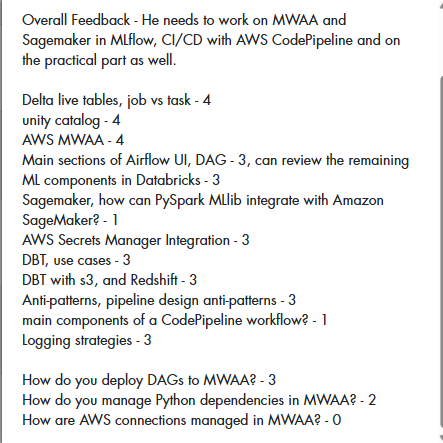 Overall Feedback - He needs to work on MWAA and
Sagemaker in MLflow, CI/CD with AWS CodePipeline and on
the practical part as well.
Delta live tables, job vs task - 4
unity catalog - 4
AWS MWAA - 4
Main sections of Airflow UI, DAG - 3, can review the remaining
ML components in Databricks - 3
Sagemaker, how can PySpark MLlib integrate with Amazon
SageMaker? - 1
AWS Secrets Manager Integration - 3
DBT, use cases - 3
DBT with s3, and Redshift - 3
Anti-patterns, pipeline design anti-patterns - 3
main components of a CodePipeline workflow? - 1
Logging strategies - 3
How do you deploy DAGs to MWAA? - 3
How do you manage Python dependencies in MWAA? - 2
How are AWS connections managed in MWAA? - 0